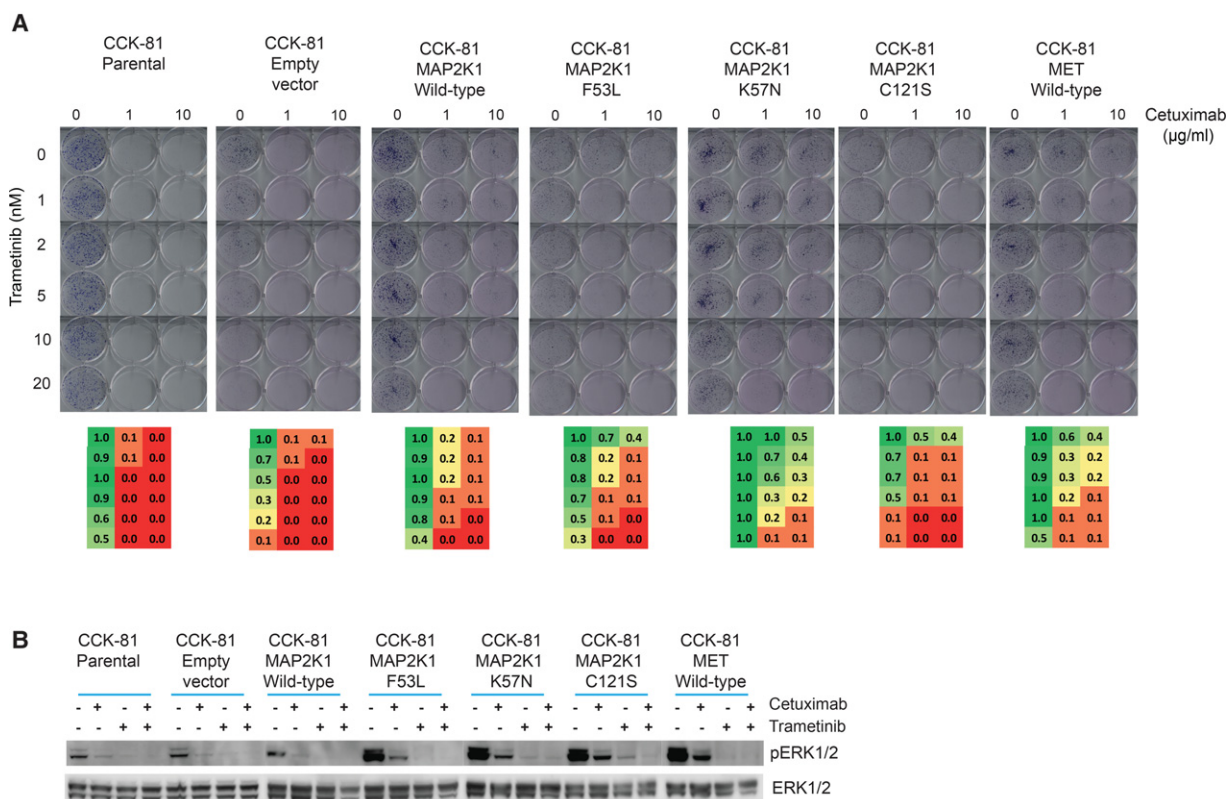 A
CCK-81 Parental
CCK-81 Empty vector
CCK-81 MAP2K1 Wild-type
CCK-81 MAP2K1 F53L
CCK-81 MAP2K1 K57N
CCK-81 MAP2K1 C121S
CCK-81 MET Wild-type
0 1 10 0 1 10 0 1 10 0 1 10 0 1 10 0 1 10 0 1 10 Cetuximab (µg/ml)
Trametinib (nM)
0
1
2
5
10
20
1.0 0.1 0.0 1.0 0.1 0.1 1.0 0.2 0.1 1.0 0.7 0.4 1.0 1.0 0.5 1.0 0.5 0.4 1.0 0.6 0.4
0.9 0.1 0.0 0.7 0.1 0.0 0.9 0.2 0.1 0.8 0.2 0.1 1.0 0.7 0.4 0.7 0.1 0.1 0.9 0.3 0.2
1.0 0.0 0.0 0.5 0.0 0.0 1.0 0.2 0.1 0.8 0.2 0.1 1.0 0.6 0.3 0.7 0.1 0.1 0.9 0.3 0.2
0.9 0.0 0.0 0.3 0.0 0.0 0.9 0.1 0.1 0.7 0.1 0.1 1.0 0.3 0.2 0.5 0.1 0.1 1.0 0.2 0.1
0.6 0.0 0.0 0.2 0.0 0.0 0.8 0.1 0.0 0.5 0.1 0.0 1.0 0.2 0.1 0.1 0.0 0.0 1.0 0.1 0.1
0.5 0.0 0.0 0.1 0.0 0.0 0.4 0.0 0.0 0.3 0.0 0.0 1.0 0.1 0.1 0.1 0.0 0.0 0.5 0.1 0.1
B
CCK-81 Parental
CCK-81 Empty vector
CCK-81 MAP2K1 Wild-type
CCK-81 MAP2K1 F53L
CCK-81 MAP2K1 K57N
CCK-81 MAP2K1 C121S
CCK-81 MET Wild-type
- + - + - + - + - + - + - + - + - + - + - + - + - + - + Cetuximab
- - + + - - + + - - + + - - + + - - + + - - + + - - + + Trametinib
pERK1/2
ERK1/2